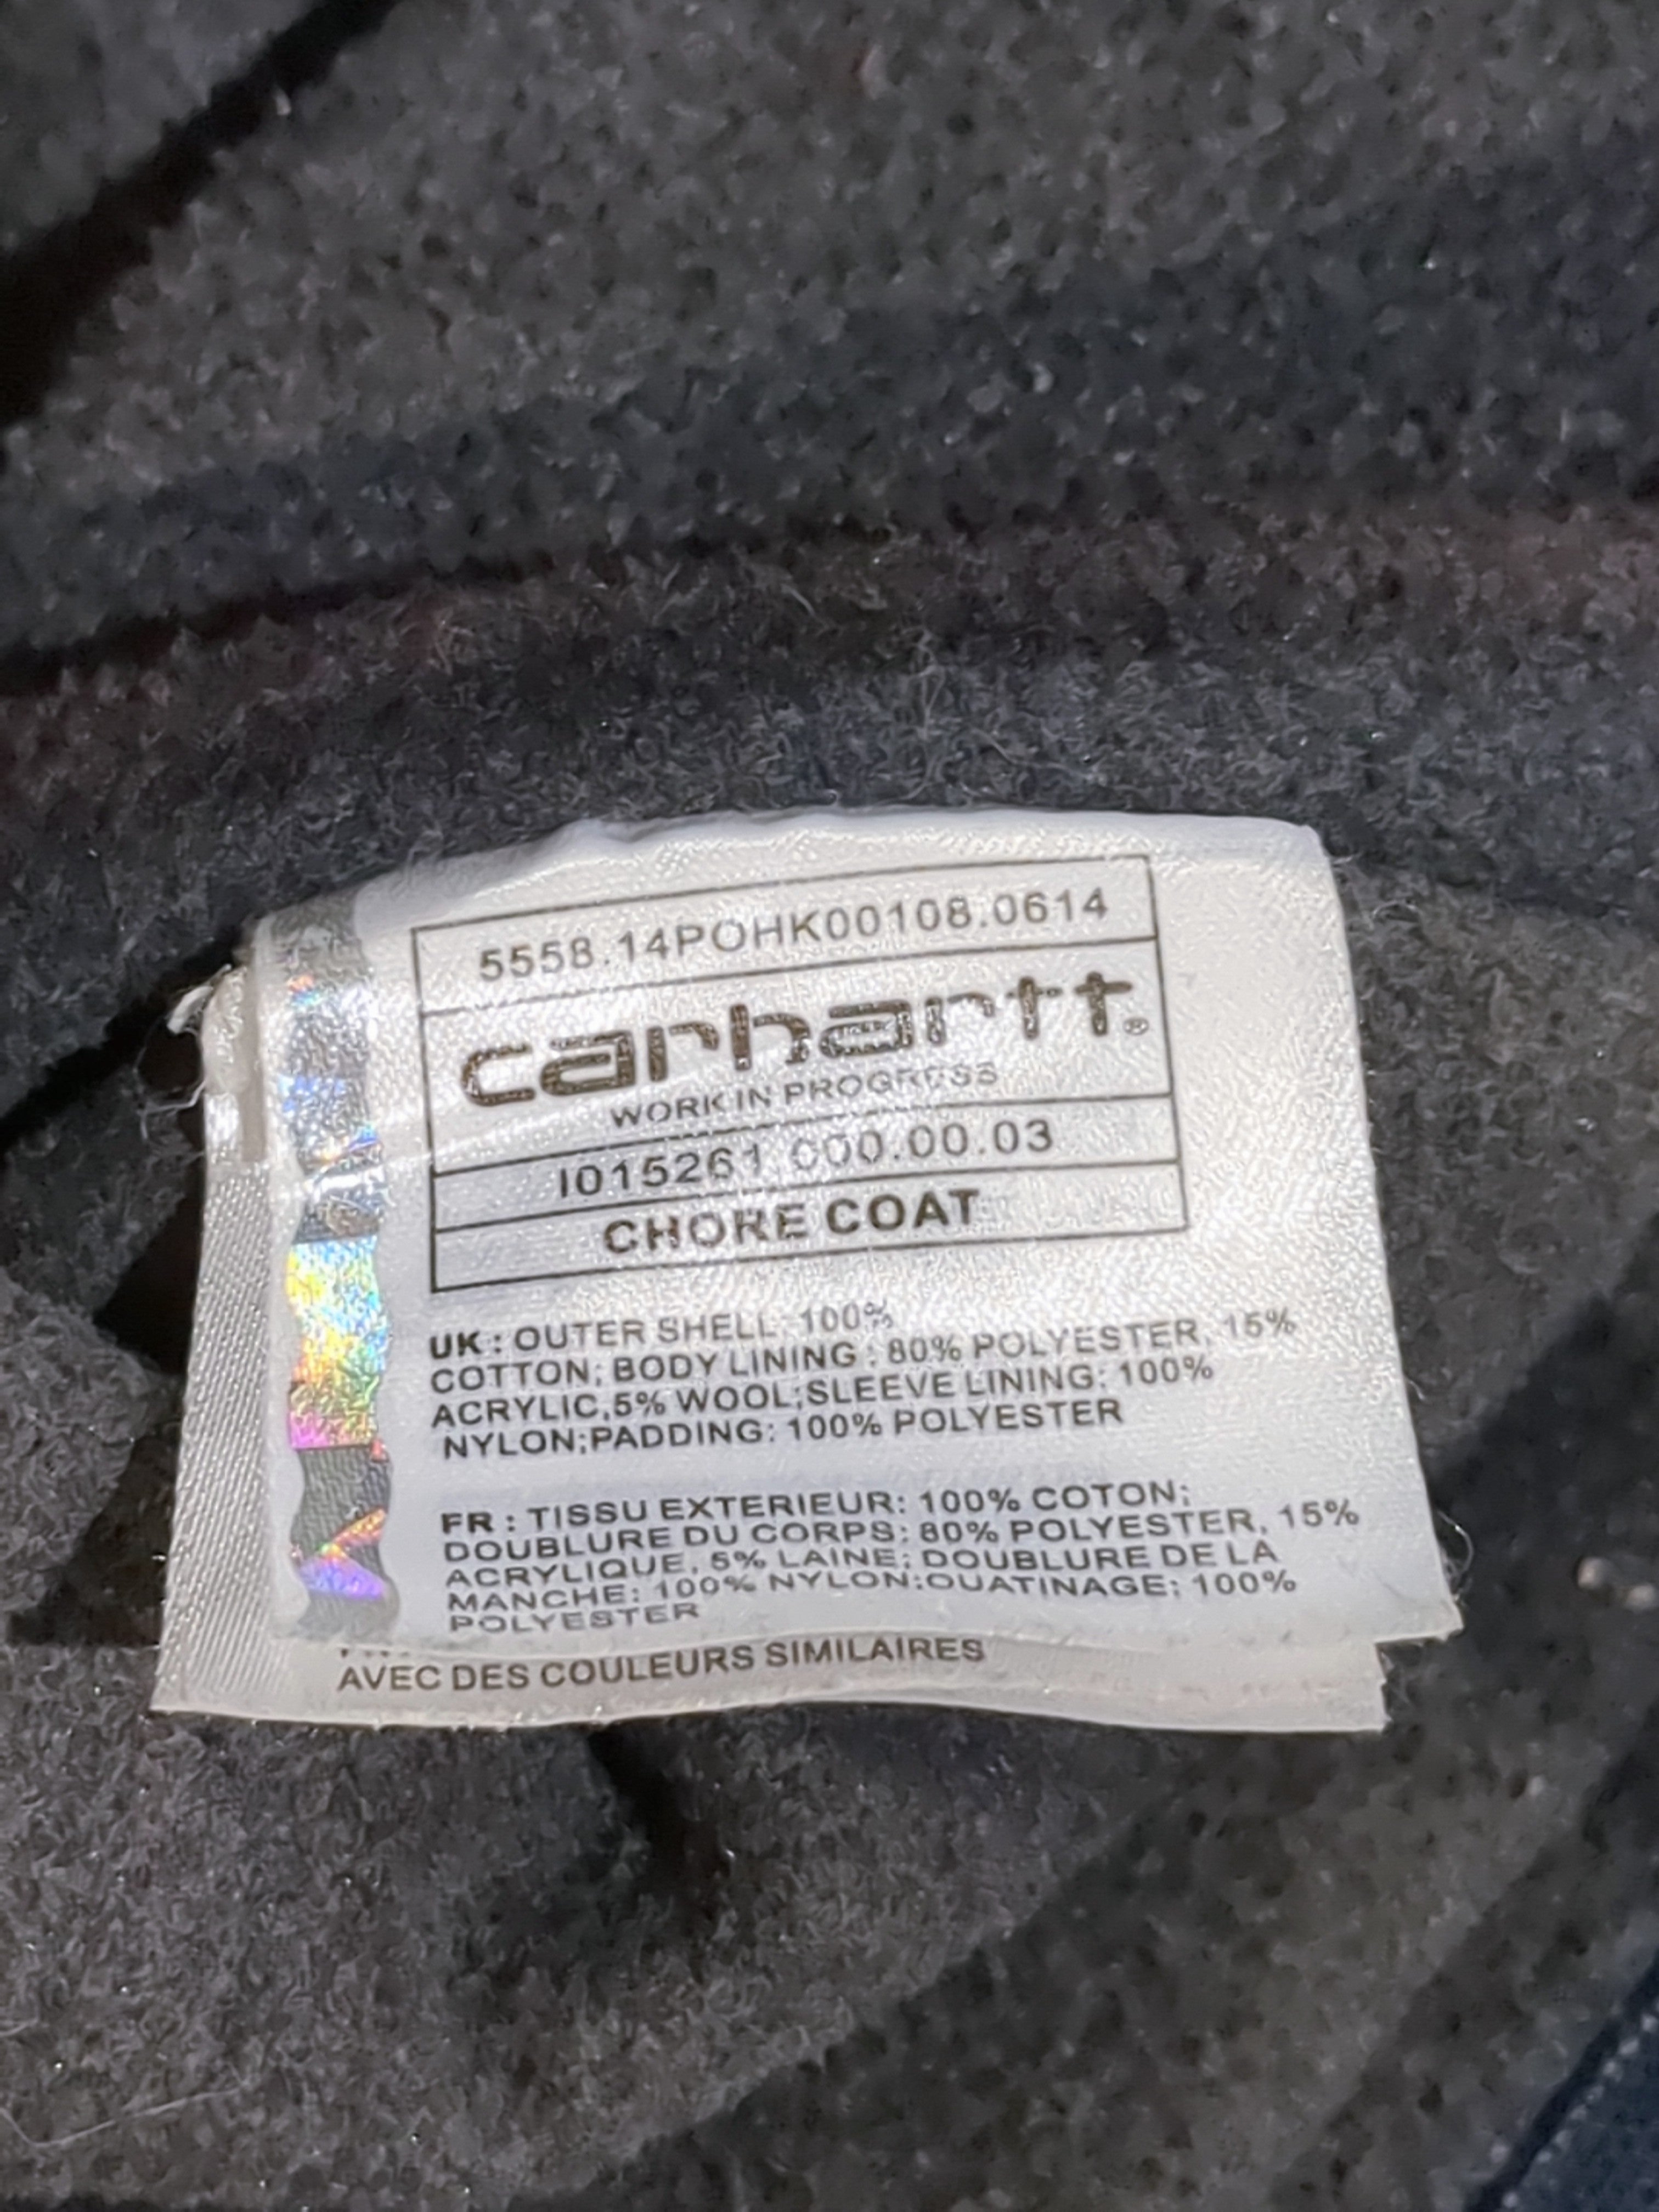 5558.14POHK00108.0614
carhartt®
WORK IN PROGRESS
I015261.000.00.03
CHORE COAT
UK : OUTER SHELL: 100%
COTTON; BODY LINING : 80% POLYESTER, 15%
ACRYLIC,5% WOOL;SLEEVE LINING: 100%
NYLON;PADDING: 100% POLYESTER
FR : TISSU EXTERIEUR: 100% COTON;
DOUBLURE DU CORPS: 80% POLYESTER, 15%
ACRYLIQUE, 5% LAINE; DOUBLURE DE LA
MANCHE: 100% NYLON;OUATINAGE: 100%
POLYESTER
AVEC DES COULEURS SIMILAIRES